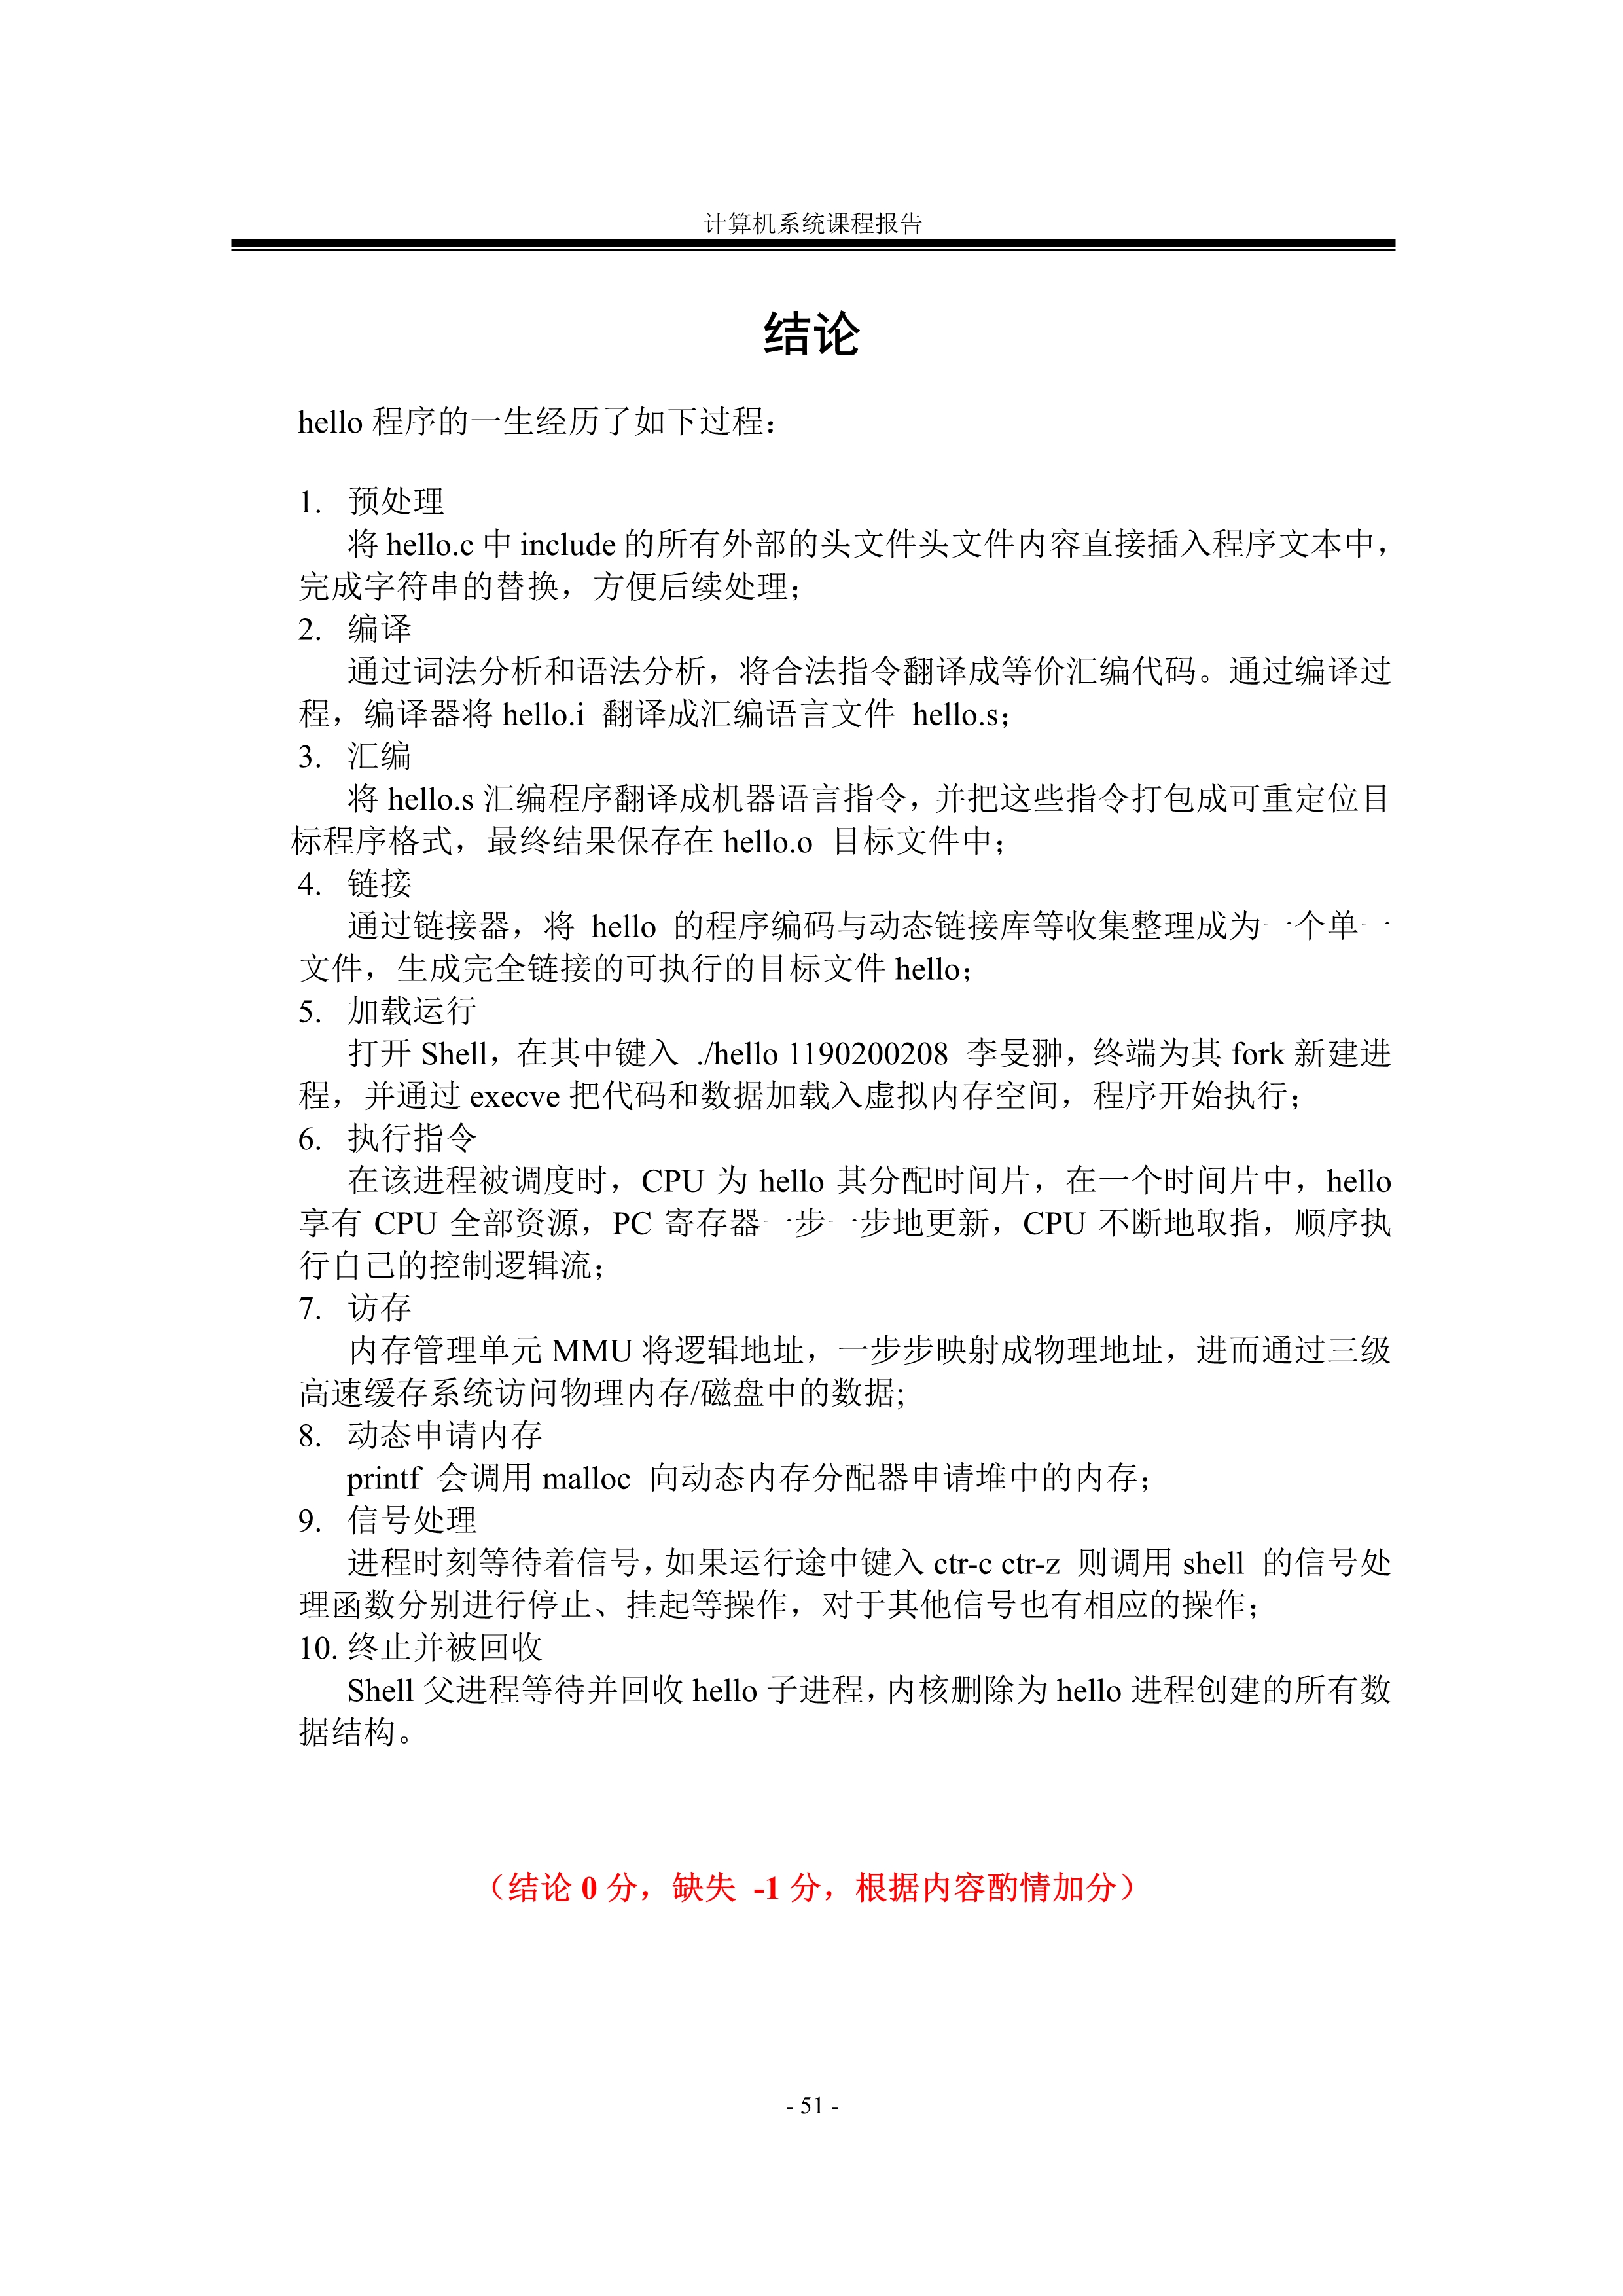 计算机系统课程报告
结论
hello 程序的一生经历了如下过程：
1. 预处理
将 hello.c 中 include 的所有外部的头文件头文件内容直接插入程序文本中，
完成字符串的替换，方便后续处理；
2. 编译
通过词法分析和语法分析，将合法指令翻译成等价汇编代码。通过编译过
程，编译器将 hello.i 翻译成汇编语言文件 hello.s；
3. 汇编
将 hello.s 汇编程序翻译成机器语言指令，并把这些指令打包成可重定位目
标程序格式，最终结果保存在 hello.o 目标文件中；
4. 链接
通过链接器，将 hello 的程序编码与动态链接库等收集整理成为一个单一
文件，生成完全链接的可执行的目标文件 hello；
5. 加载运行
打开 Shell，在其中键入 ./hello 1190200208 李旻翀，终端为其 fork 新建进
程，并通过 execve 把代码和数据加载入虚拟内存空间，程序开始执行；
6. 执行指令
在该进程被调度时，CPU 为 hello 其分配时间片，在一个时间片中，hello
享有 CPU 全部资源，PC 寄存器一步一步地更新，CPU 不断地取指，顺序执
行自己的控制逻辑流；
7. 访存
内存管理单元 MMU 将逻辑地址，一步步映射成物理地址，进而通过三级
高速缓存系统访问物理内存/磁盘中的数据;
8. 动态申请内存
printf 会调用 malloc 向动态内存分配器申请堆中的内存；
9. 信号处理
进程时刻等待着信号，如果运行途中键入 ctr-c ctr-z 则调用 shell 的信号处
理函数分别进行停止、挂起等操作，对于其他信号也有相应的操作；
10. 终止并被回收
Shell 父进程等待并回收 hello 子进程，内核删除为 hello 进程创建的所有数
据结构。
（结论 0 分，缺失 -1 分，根据内容酌情加分）
- 51 -